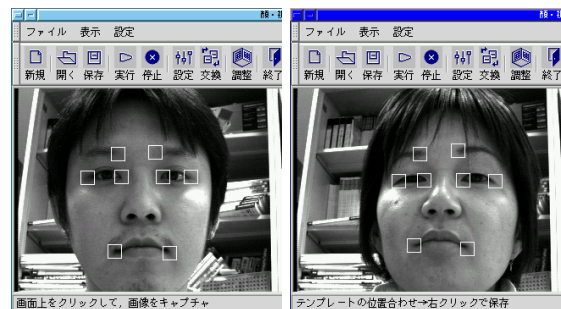 顔・
ファイル 表示 設定
新規 開く 保存 実行 停止 設定 交換 調整 終了
画面上をクリックして，画像をキャプチャ
顔・
ファイル 表示 設定
新規 開く 保存 実行 停止 設定 交換 調整 終了
テンプレートの位置合わせ→右クリックで保存